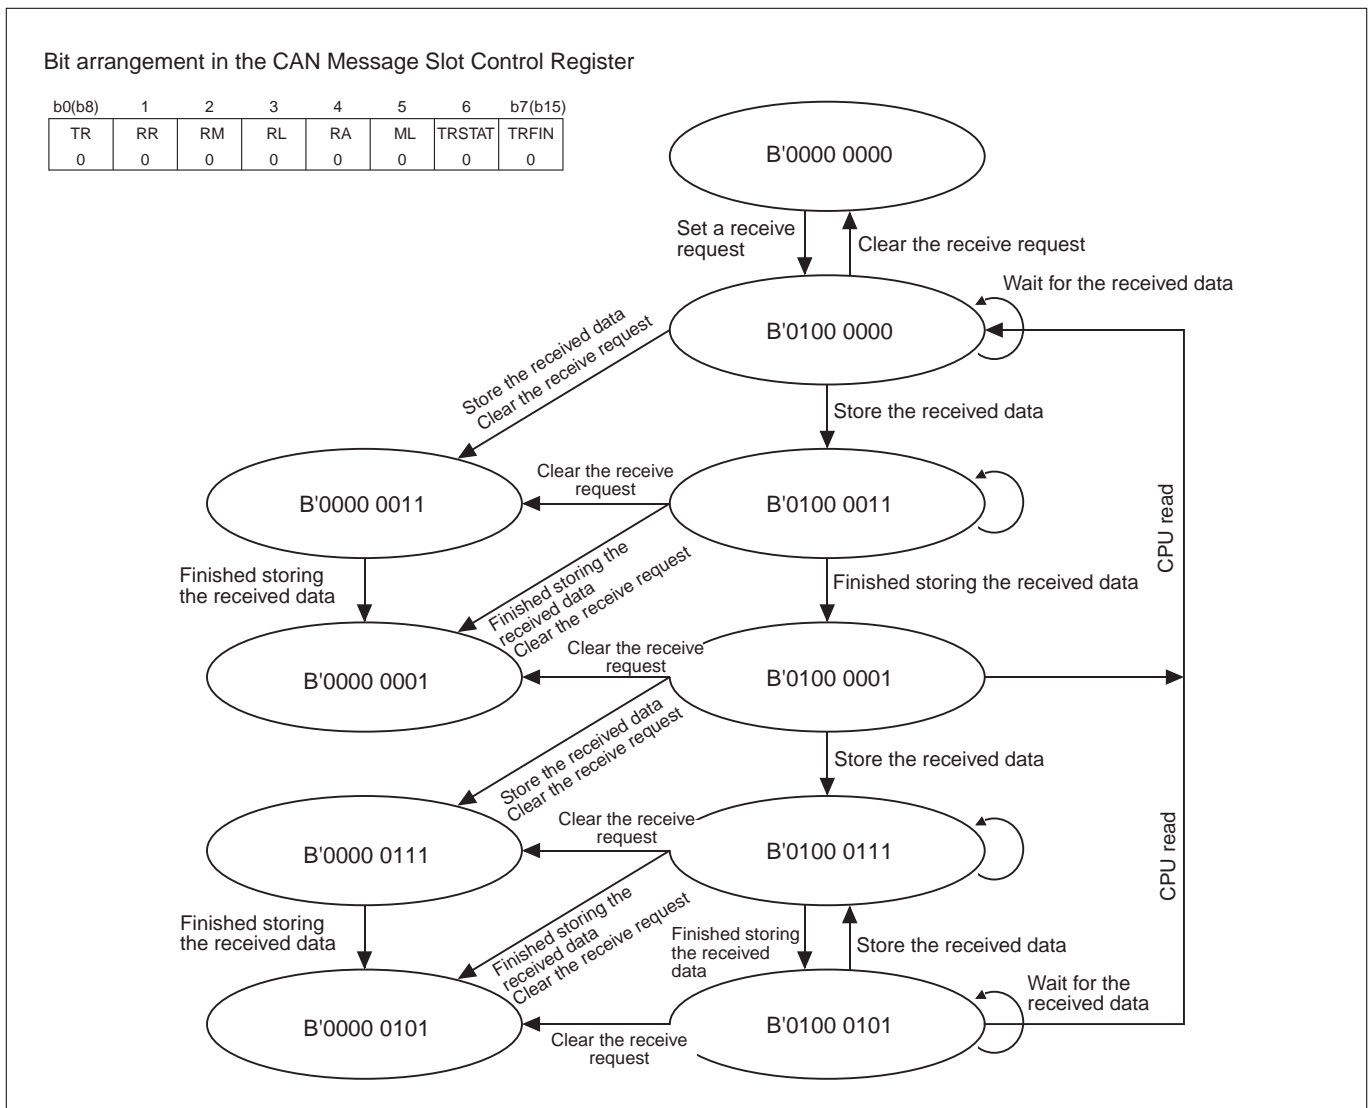 Bit arrangement in the CAN Message Slot Control Register
b0(b8) 1 2 3 4 5 6 b7(b15)
TR RR RM RL RA ML TRSTAT TRFIN
0 0 0 0 0 0 0 0
B'0000 0000
Set a receive
request
Clear the receive request
Wait for the received data
B'0100 0000
Store the received data
Clear the receive request
Store the received data
B'0000 0011
Clear the receive
request
B'0100 0011
CPU read
Finished storing
the received data
Finished storing the
received data
Clear the receive request
Finished storing the received data
B'0000 0001
Clear the receive
request
B'0100 0001
Store the received data
Clear the receive request
Store the received data
B'0000 0111
Clear the receive
request
B'0100 0111
CPU read
Finished storing
the received data
Finished storing the
received data
Clear the receive request
Finished storing
the received
data
Store the received data
Wait for the
received data
B'0000 0101
Clear the receive
request
B'0100 0101